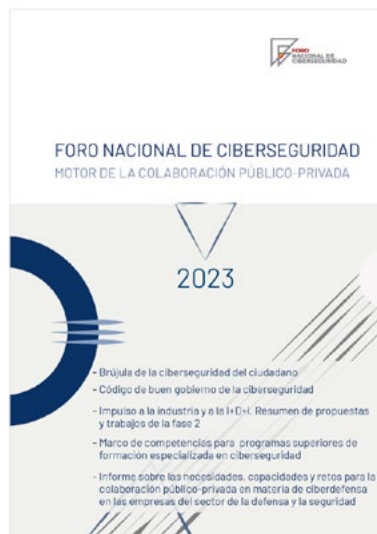 FORO
NACIONAL DE
CIBERSEGURIDAD
FORO NACIONAL DE CIBERSEGURIDAD
MOTOR DE LA COLABORACIÓN PÚBLICO-PRIVADA
2023
- Brújula de la ciberseguridad del ciudadano
- Código de buen gobierno de la ciberseguridad
- Impulso a la industria y a la I+D+i. Resumen de propuestas
y trabajos de la fase 2
- Marco de competencias para programas superiores de
formación especializada en ciberseguridad
- Informe sobre las necesidades, capacidades y retos para la
colaboración público-privada en materia de ciberdefensa
en las empresas del sector de la defensa y la seguridad